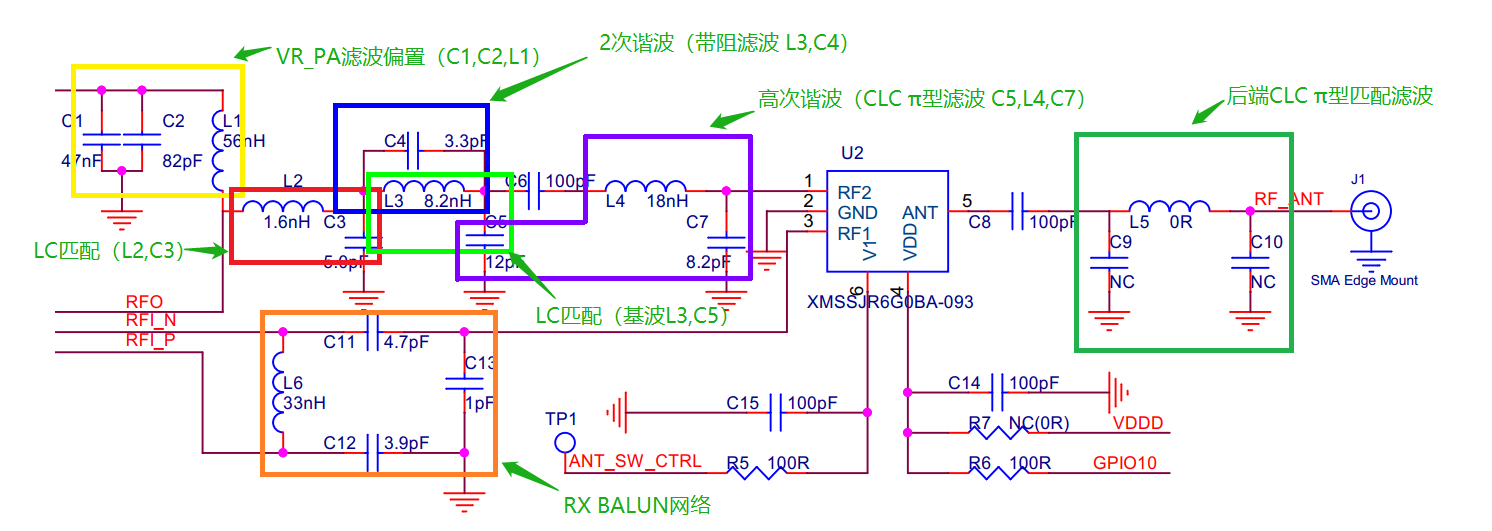 2次谐波（带阻滤波 L3,C4）
VR_PA滤波偏置（C1,C2,L1）
高次谐波（CLC π型滤波 C5,L4,C7）
后端CLC π型匹配滤波
C1
47nF
C2
82pF
L1
56nH
C4
3.3pF
L2
1.6nH
C3
5.0pF
L3
8.2nH
C5
12pF
C6
100pF
L4
18nH
C7
8.2pF
U2
1
2
3
RF2
GND
RF1
ANT
V1
VDD
5
6
4
XMSSJR6G0BA-093
C8
100pF
C9
NC
L5
0R
C10
NC
RF_ANT
J1
SMA Edge Mount
LC匹配（L2,C3）
LC匹配（基波L3,C5）
RFO
RFI_N
RFI_P
C11
4.7pF
L6
33nH
C13
1pF
C12
3.9pF
RX BALUN网络
TP1
ANT_SW_CTRL
C15
100pF
R5
100R
C14
100pF
R7
NC(0R)
VDDD
R6
100R
GPIO10